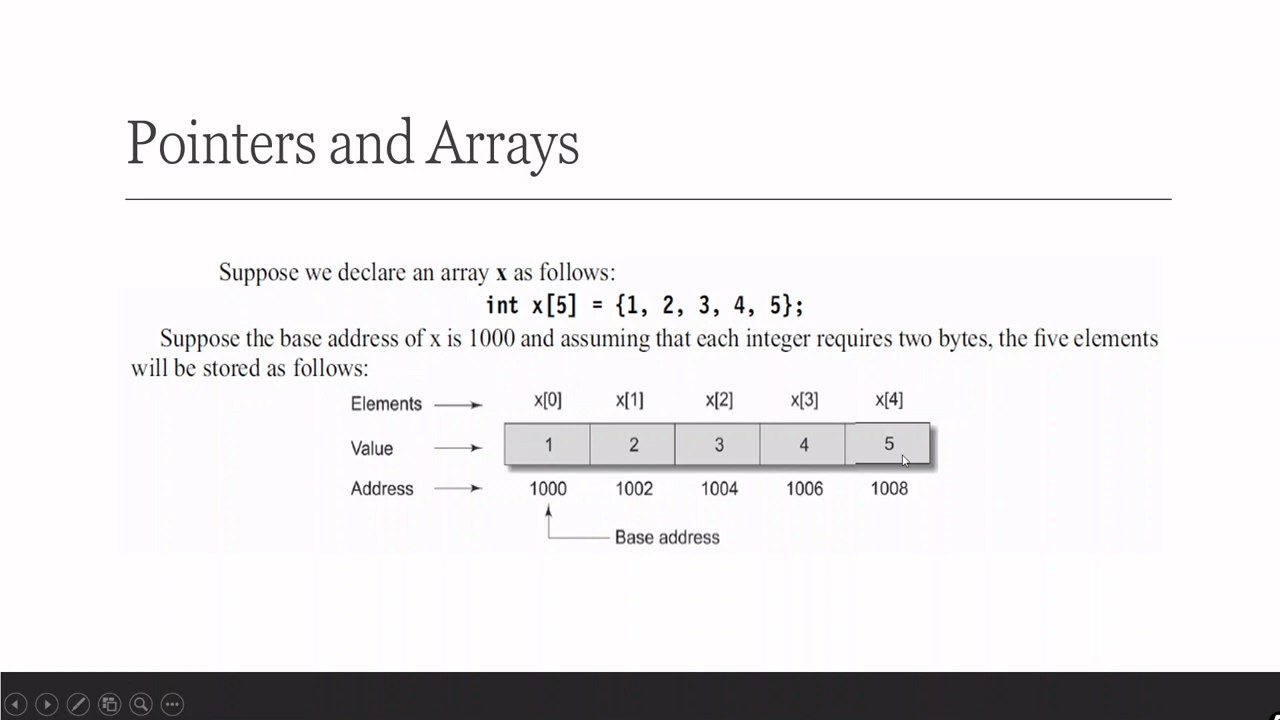 Pointers and Arrays
Suppose we declare an array x as follows:
int x[5] = {1, 2, 3, 4, 5};
Suppose the base address of x is 1000 and assuming that each integer requires two bytes, the five elements
will be stored as follows:
Elements x[0] x[1] x[2] x[3] x[4]
Value 1 2 3 4 5
Address 1000 1002 1004 1006 1008
Base address